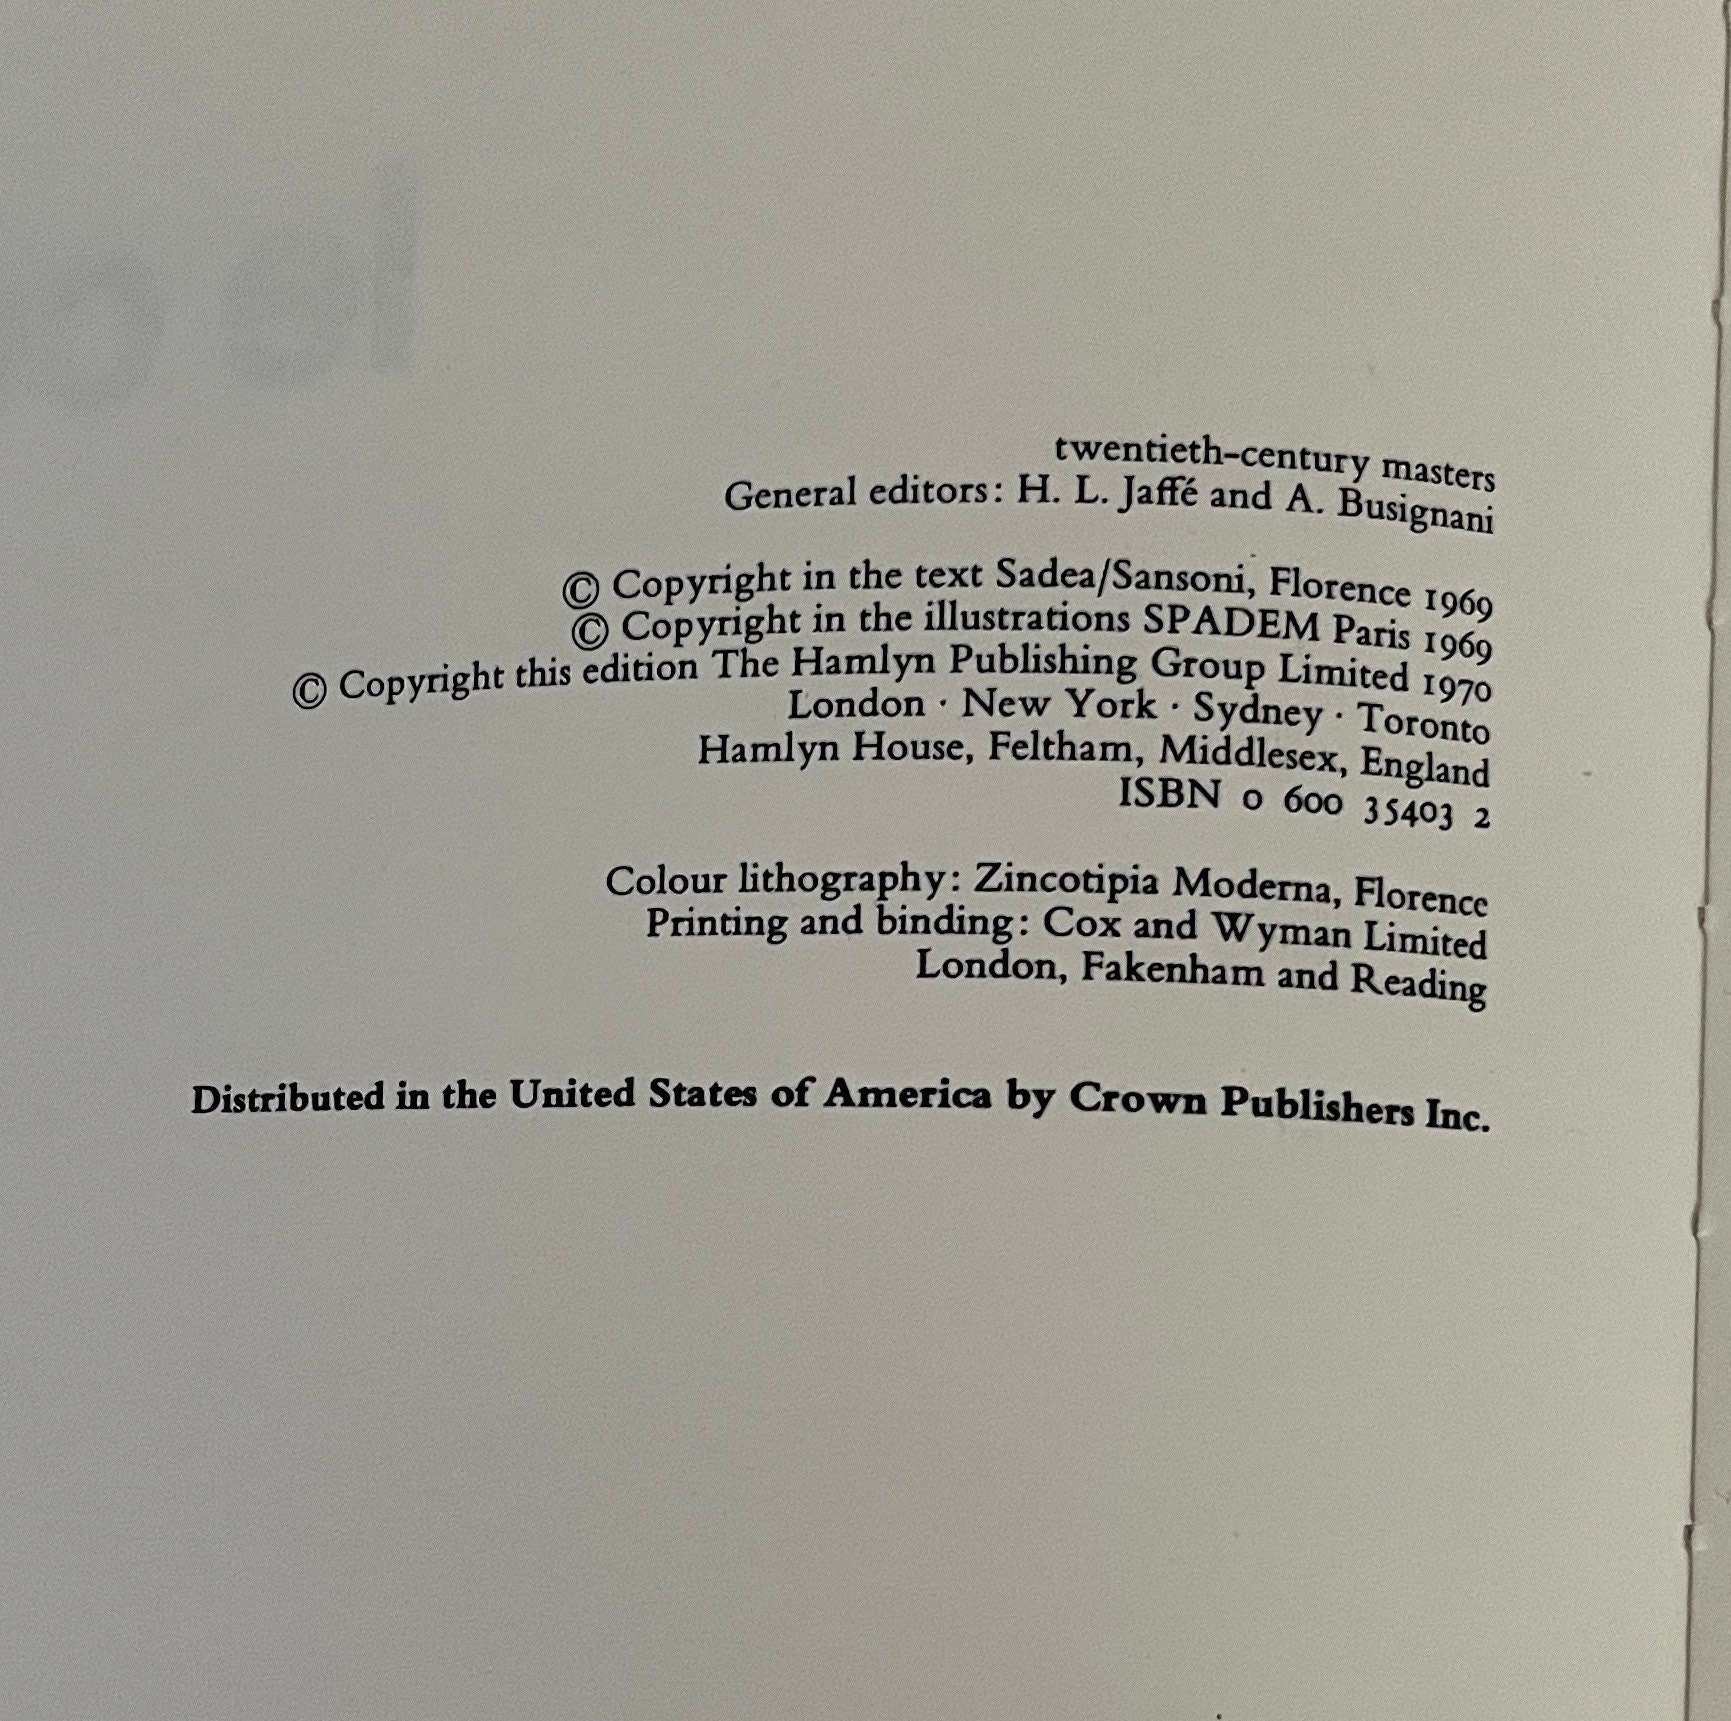 twentieth-century masters
General editors: H. L. Jaffé and A. Busignani
© Copyright in the text Sadea/Sansoni, Florence 1969
© Copyright in the illustrations SPADEM Paris 1969
© Copyright this edition The Hamlyn Publishing Group Limited 1970
London · New York · Sydney · Toronto
Hamlyn House, Feltham, Middlesex, England
ISBN 0 600 35403 2
Colour lithography: Zincotipia Moderna, Florence
Printing and binding: Cox and Wyman Limited
London, Fakenham and Reading
Distributed in the United States of America by Crown Publishers Inc.